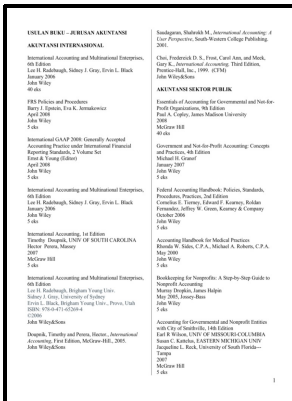 USULAN BUKU – JURUSAN AKUNTANSI
AKUNTANSI INTERNASIONAL
International Accounting and Multinational Enterprises,
6th Edition
Lee H. Radebaugh, Sidney J. Gray, Ervin L. Black
January 2006
John Wiley
40 eks
FRS Policies and Procedures
Barry J. Epstein, Eva K. Jermakowicz
April 2008
John Wiley
5 eks
International GAAP 2008: Generally Accepted
Accounting Practice under International Financial
Reporting Standards, 2 Volume Set
Ernst & Young (Editor)
April 2008
John Wiley
5 eks
International Accounting and Multinational Enterprises,
6th Edition
Lee H. Radebaugh, Sidney J. Gray, Ervin L. Black
January 2006
John Wiley
5 eks
International Accounting, 1st Edition
Timothy Doupnik, UNIV OF SOUTH CAROLINA
Hector Perera, Massey
2007
McGraw Hill
5 eks
International Accounting and Multinational Enterprises,
6th Edition
Lee H. Radebaugh, Brigham Young Univ.
Sidney J. Gray, University of Sydney
Ervin L. Black, Brigham Young Univ., Provo, Utah
ISBN: 978-0-471-65269-4
©2006
John Wiley&Sons
Doupnik, Timothy and Perera, Hector., International
Accounting, First Edition, McGraw-Hill., 2005.
John Wiley&Sons
Saudagaran, Shahrokh M., International Accounting: A
User Perspective, South-Western College Publishing.
2001.
Choi, Frederick D. S., Frost, Carol Ann, and Meek,
Gary K., International Accounting. Third Edition,
Prentice-Hall, Inc., 1999. (CFM)
John Wiley&Sons
AKUNTANSI SEKTOR PUBLIK
Essentials of Accounting for Governmental and Not-for-
Profit Organizations, 9th Edition
Paul A. Copley, James Madison University
2008
McGraw Hill
40 eks
Government and Not-for-Profit Accounting: Concepts
and Practices, 4th Edition
Michael H. Granof
January 2007
John Wiley
5 eks
Federal Accounting Handbook: Policies, Standards,
Procedures, Practices, 2nd Edition
Cornelius E. Tierney, Edward F. Kearney, Roldan
Fernandez, Jeffrey W. Green, Kearney & Company
October 2006
John Wiley
5 eks
Accounting Handbook for Medical Practices
Rhonda W. Sides, C.P.A., Michael A. Roberts, C.P.A.
May 2000
John Wiley
5 eks
Bookkeeping for Nonprofits: A Step-by-Step Guide to
Nonprofit Accounting
Murray Dropkin, James Halpin
May 2005, Jossey-Bass
John Wiley
5 eks
Accounting for Governmental and Nonprofit Entities
with City of Smithville, 14th Edition
Earl R Wilson, UNIV OF MISSOURI-COLUMBIA
Susan C. Kattelus, EASTERN MICHIGAN UNIV
Jacqueline L. Reck, University of South Florida—
Tampa
2007
McGraw Hill
5 eks
1